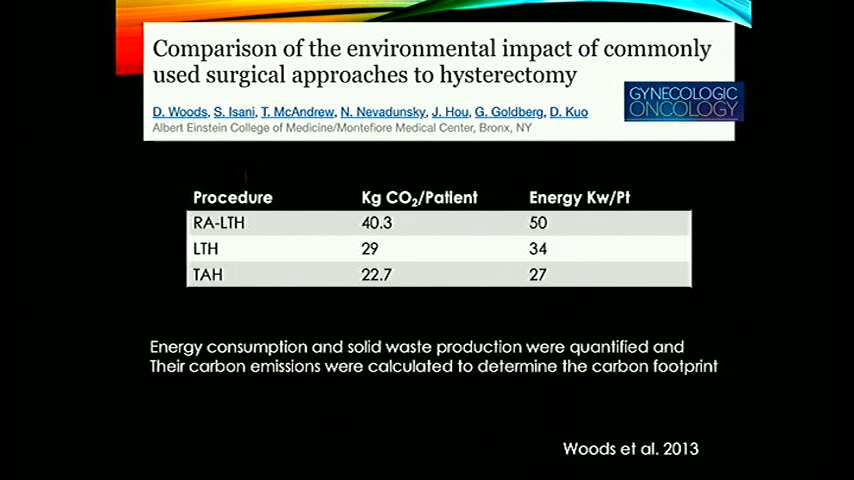 Comparison of the environmental impact of commonly
used surgical approaches to hysterectomy
D. Woods, S. Isani, T. McAndrew, N. Nevadunsky, J. Hou, G. Goldberg, D. Kuo
Albert Einstein College of Medicine/Montefiore Medical Center, Bronx, NY
GYNECOLOGIC
ONCOLOGY
Procedure Kg CO₂/Patient Energy Kw/Pt
RA-LTH 40.3 50
LTH 29 34
TAH 22.7 27
Energy consumption and solid waste production were quantified and
Their carbon emissions were calculated to determine the carbon footprint
Woods et al. 2013